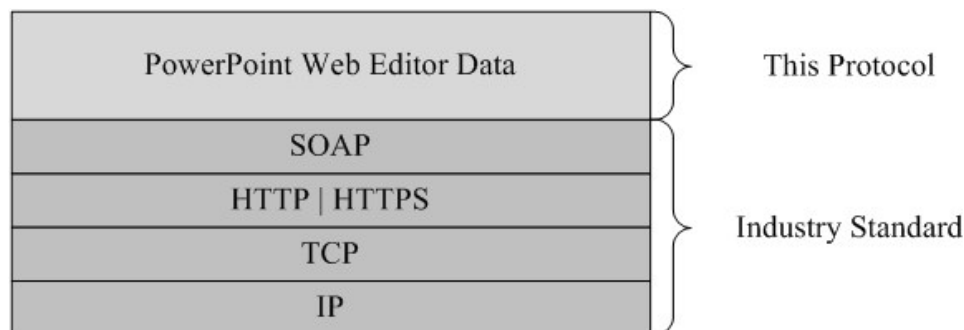 PowerPoint Web Editor Data
This Protocol
SOAP
HTTP | HTTPS
TCP
IP
Industry Standard